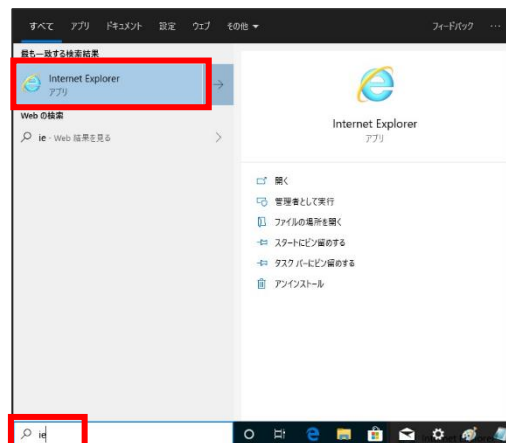 すべて アプリ ドキュメント 設定 ウェブ その他 フィードバック ...
最も一致する検索結果
Internet Explorer
アプリ
Web の検索
ie - Web 結果を見る
Internet Explorer
アプリ
開く
管理者として実行
ファイルの場所を開く
スタートにピン留めする
タスク バーにピン留めする
アンインストール
ie